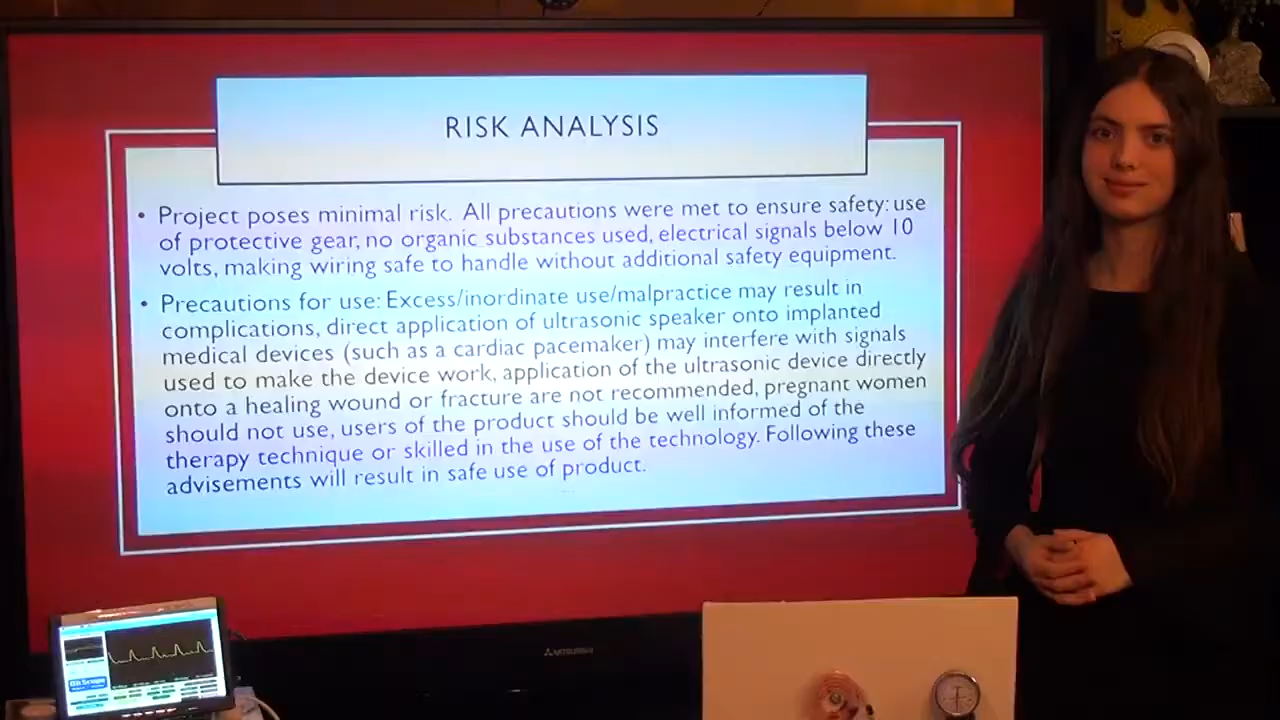 RISK ANALYSIS
• Project poses minimal risk. All precautions were met to ensure safety: use
of protective gear, no organic substances used, electrical signals below 10
volts, making wiring safe to handle without additional safety equipment.
• Precautions for use: Excess/inordinate use/malpractice may result in
complications, direct application of ultrasonic speaker onto implanted
medical devices (such as a cardiac pacemaker) may interfere with signals
used to make the device work, application of the ultrasonic device directly
onto a healing wound or fracture are not recommended, pregnant women
should not use, users of the product should be well informed of the
therapy technique or skilled in the use of the technology. Following these
advisements will result in safe use of product.
MITSUBISHI
BitScope